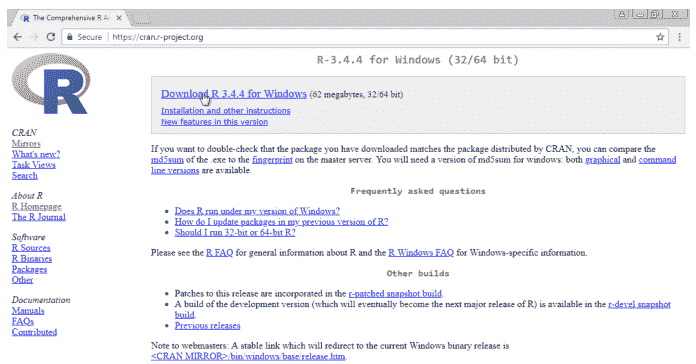 The Comprehensive R A
Secure | https://cran.r-project.org
R
CRAN
Mirrors
What's new?
Task Views
Search
About R
R Homepage
The R Journal
Software
R Sources
R Binaries
Packages
Other
Documentation
Manuals
FAQs
Contributed
R-3.4.4 for Windows (32/64 bit)
Download R 3.4.4 for Windows (62 megabytes, 32/64 bit)
Installation and other instructions
New features in this version
If you want to double-check that the package you have downloaded matches the package distributed by CRAN, you can compare the
md5sum of the .exe to the fingerprint on the master server. You will need a version of md5sum for windows: both graphical and command
line versions are available.
Frequently asked questions
• Does R run under my version of Windows?
• How do I update packages in my previous version of R?
• Should I run 32-bit or 64-bit R?
Please see the R FAQ for general information about R and the R Windows FAQ for Windows-specific information.
Other builds
• Patches to this release are incorporated in the r-patched snapshot build.
• A build of the development version (which will eventually become the next major release of R) is available in the r-devel snapshot
build.
• Previous releases
Note to webmasters: A stable link which will redirect to the current Windows binary release is
<CRAN MIRROR>/bin/windows/base/release.htm.